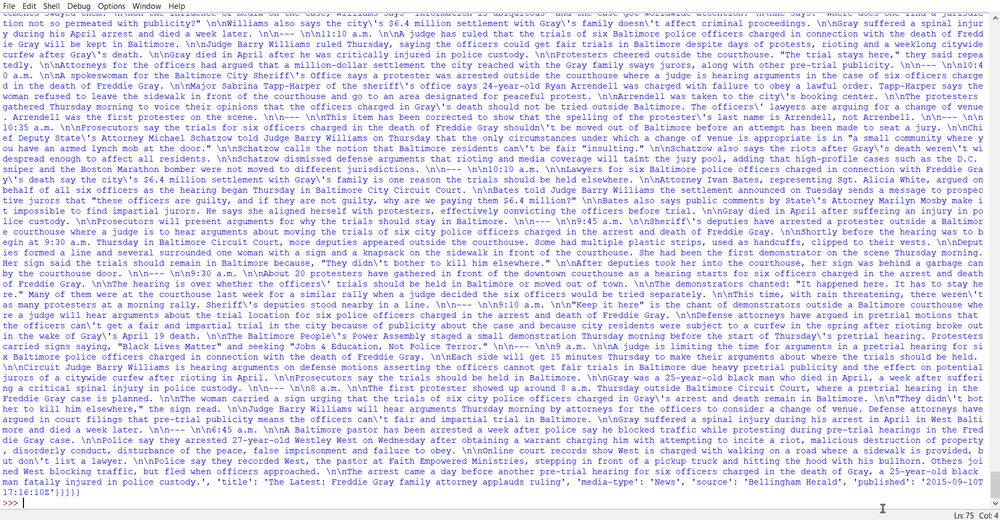 File Edit Shell Debug Options Window Help
tements swayed them. \n\nOn the influence of media on the case, Williams says "information is ubiquitous" and the case got worldwide attention. \n\nHe says: "Where does one find a jurisdic
tion not so permeated with publicity?" \n\nWilliams also says the city\'s $6.4 million settlement with Gray\'s family doesn\'t affect criminal proceedings. \n\nGray suffered a spinal injur
y during his April arrest and died a week later. \n\n--- \n\n11:10 a.m. \n\nA judge has ruled that the trials of six Baltimore police officers charged in connection with the death of Fredd
ie Gray will be kept in Baltimore. \n\nJudge Barry Williams ruled Thursday, saying the officers could get fair trials in Baltimore despite days of protests, rioting and a weeklong citywide
curfew after Gray\'s death. \n\nGray died in April after he was critically injured in police custody. \n\nProtesters cheered outside the courthouse. "The trial stays here," they said repea
tedly. \n\nAttorneys for the officers had argued that a million-dollar settlement the city reached with the Gray family sways jurors, along with other pre-trial publicity. \n\n--- \n\n10:4
0 a.m. \n\nA spokeswoman for the Baltimore City Sheriff\'s Office says a protester was arrested outside the courthouse where a judge is hearing arguments in the case of six officers charge
d in the death of Freddie Gray. \n\nMajor Sabrina Tapp-Harper of the sheriff\'s office says 24-year-old Ryan Arrendell was charged with failure to obey a lawful order. Tapp-Harper says the
woman refused to leave the sidewalk in front of the courthouse and go to an area designated for peaceful protest. \n\nArrendell was taken to the city\'s booking center. \n\nThe protesters
gathered Thursday morning to voice their opinions that the officers charged in Gray\'s death should not be tried outside Baltimore. The officers\' lawyers are arguing for a change of venue
. Arrendell was the first protester on the scene. \n\n--- \n\nThis item has been corrected to show that the spelling of the protester\'s last name is Arrendell, not Arrenbell. \n\n--- \n\n
10:35 a.m. \n\nProsecutors say the trials for six officers charged in the death of Freddie Gray shouldn\'t be moved out of Baltimore before an attempt has been made to seat a jury. \n\nChi
ef Deputy State\'s Attorney Michael Schatzow told Judge Barry Williams on Thursday that the only circumstances under which a change of venue is appropriate is in "a small community where y
ou have an armed lynch mob at the door." \n\nSchatzow calls the notion that Baltimore residents can\'t be fair "insulting." \n\nSchatzow also says the riots after Gray\'s death weren\'t wi
despread enough to affect all residents. \n\nSchatzow dismissed defense arguments that rioting and media coverage will taint the jury pool, adding that high-profile cases such as the D.C.
sniper and the Boston Marathon bomber were not moved to different jurisdictions. \n\n--- \n\n10:10 a.m. \n\nLawyers for six Baltimore police officers charged in connection with Freddie Gra
y\'s death say the city\'s $6.4 million settlement with Gray\'s family is one reason the trials should be held elsewhere. \n\nAttorney Ivan Bates, representing Sgt. Alicia White, argued on
behalf of all six officers as the hearing began Thursday in Baltimore City Circuit Court. \n\nBates told Judge Barry Williams the settlement announced on Tuesday sends a message to prospec
tive jurors that "these officers are guilty, and if they are not guilty, why are we paying them $6.4 million?" \n\nBates also says public comments by State\'s Attorney Marilyn Mosby make i
t impossible to find impartial jurors. He says she aligned herself with protesters, effectively convicting the officers before trial. \n\nGray died in April after suffering an injury in po
lice custody. \n\nProsecutors will present arguments for why the trials should stay in Baltimore. \n\n--- \n\n9:45 a.m. \n\nSheriff\'s deputies have arrested a protester outside a Baltimor
e courthouse where a judge is to hear arguments about moving the trials of six city police officers charged in the arrest and death of Freddie Gray. \n\nShortly before the hearing was to b
egin at 9:30 a.m. Thursday in Baltimore Circuit Court, more deputies appeared outside the courthouse. Some had multiple plastic strips, used as handcuffs, clipped to their vests. \n\nDeput
ies formed a line and several surrounded one woman with a sign and a knapsack on the sidewalk in front of the courthouse. She had been the first demonstrator on the scene Thursday morning.
Her sign said the trials should remain in Baltimore because, "They didn\'t bother to kill him elsewhere." \n\nAfter deputies took her into the courthouse, her sign was behind a garbage can
by the courthouse door. \n\n--- \n\n9:30 a.m. \n\nAbout 20 protesters have gathered in front of the downtown courthouse as a hearing starts for six officers charged in the arrest and death
of Freddie Gray. \n\nThe hearing is over whether the officers\' trials should be held in Baltimore or moved out of town. \n\nThe demonstrators chanted: "It happened here. It has to stay he
re." Many of them were at the courthouse last week for a similar rally when a judge decided the six officers would be tried separately. \n\nThis time, with rain threatening, there weren\'t
as many protesters at a morning rally. Sheriff\'s deputies stood nearby in a line. \n\n--- \n\n9:10 a.m. \n\n"Keep it here" is the chant of demonstrators outside a Baltimore courthouse whe
re a judge will hear arguments about the trial location for six police officers charged in the arrest and death of Freddie Gray. \n\nDefense attorneys have argued in pretrial motions that
the officers can\'t get a fair and impartial trial in the city because of publicity about the case and because city residents were subject to a curfew in the spring after rioting broke out
in the wake of Gray\'s April 19 death. \n\nThe Baltimore People\'s Power Assembly staged a small demonstration Thursday morning before the start of Thursday\'s pretrial hearing. Protesters
carried signs saying, "Black Lives Matter" and seeking "Jobs & Education, Not Police Terror." \n\n--- \n\n9 a.m. \n\nA judge is limiting the time for arguments in a pretrial hearing for si
x Baltimore police officers charged in connection with the death of Freddie Gray. \n\nEach side will get 15 minutes Thursday to make their arguments about where the trials should be held.
\n\nCircuit Judge Barry Williams is hearing arguments on defense motions asserting the officers cannot get fair trials in Baltimore due heavy pretrial publicity and the effect on potential
jurors of a citywide curfew after rioting in April. \n\nProsecutors say the trials should be held in Baltimore. \n\nGray was a 25-year-old black man who died in April, a week after sufferi
ng a critical spinal injury in police custody. \n\n--- \n\n8 a.m. \n\nThe first protester showed up around 8 a.m. Thursday outside Baltimore Circuit Court, where a pretrial hearing in the
Freddie Gray case is planned. \n\nThe woman carried a sign urging that the trials of six city police officers charged in Gray\'s arrest and death remain in Baltimore. \n\n"They didn\'t bot
her to kill him elsewhere," the sign read. \n\nJudge Barry Williams will hear arguments Thursday morning by attorneys for the officers to consider a change of venue. Defense attorneys have
argued in court filings that pre-trial publicity means the officers can\'t fair and impartial trial in Baltimore. \n\nGray suffered a spinal injury during his arrest in April in West Balti
more and died a week later. \n\n--- \n\n6:45 a.m. \n\nA Baltimore pastor has been arrested a week after police say he blocked traffic while protesting during pre-trial hearings in the Fred
die Gray case. \n\nPolice say they arrested 27-year-old Westley West on Wednesday after obtaining a warrant charging him with attempting to incite a riot, malicious destruction of property
, disorderly conduct, disturbance of the peace, false imprisonment and failure to obey. \n\nOnline court records show West is charged with walking on a road where a sidewalk is provided, b
ut don\'t list a lawyer. \n\nPolice say they recorded West, the pastor at Faith Empowered Ministries, stepping in front of a pickup truck and hitting the hood with his bullhorn. Others joi
ned West blocking traffic, but fled when officers approached. \n\nThe arrest came a day before another pre-trial hearing for six officers charged in the death of Gray, a 25-year-old black
man fatally injured in police custody.', 'title': 'The Latest: Freddie Gray family attorney applauds ruling', 'media-type': 'News', 'source': 'Bellingham Herald', 'published': '2015-09-10T
17:16:10Z'}}]}}
>>>
Ln: 75 Col: 4